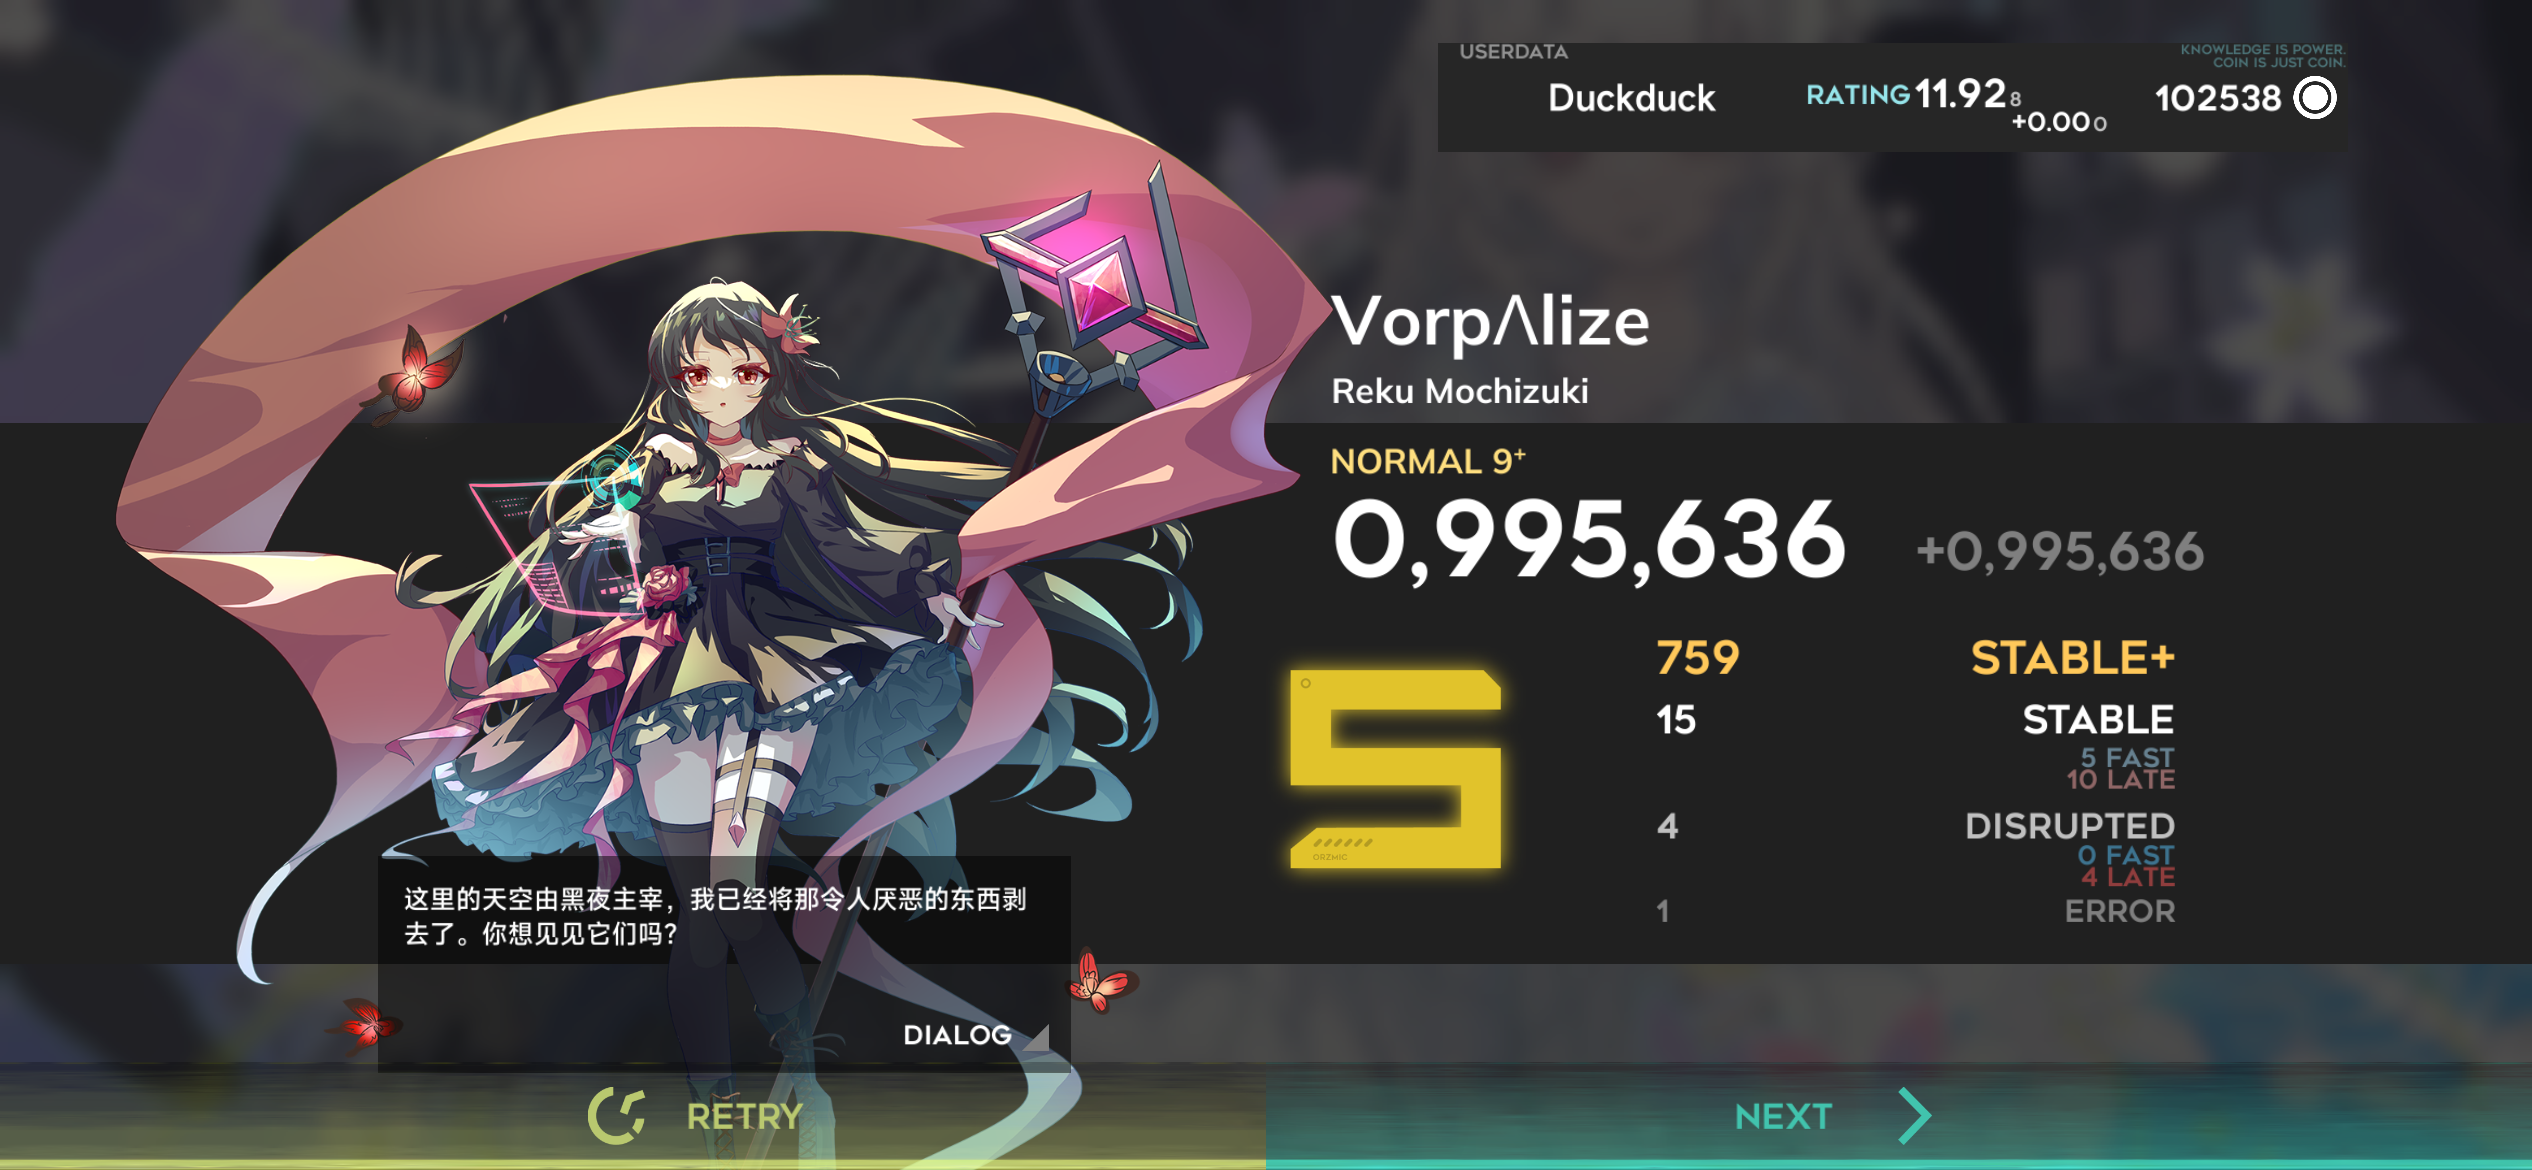 USERDATA
KNOWLEDGE IS POWER.
COIN IS JUST COIN.
Duckduck
RATING 11.928
+0.000
102538
VorpΛlize
Reku Mochizuki
NORMAL 9+
0,995,636
+0,995,636
759 STABLE+
15 STABLE
5 FAST
10 LATE
4 DISRUPTED
0 FAST
4 LATE
1 ERROR
S
ORZMIC
这里的天空由黑夜主宰，我已经将那令人厌恶的东西剥
去了。你想见见它们吗？
DIALOG
RETRY
NEXT